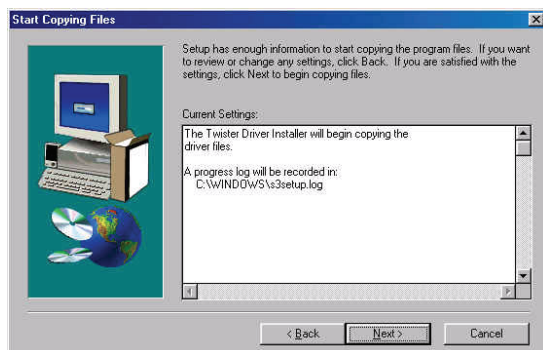 Start Copying Files
Setup has enough information to start copying the program files. If you want
to review or change any settings, click Back. If you are satisfied with the
settings, click Next to begin copying files.
Current Settings:
The Twister Driver Installer will begin copying the
driver files.
A progress log will be recorded in:
C:\WINDOWS\s3setup.log
< Back
Next >
Cancel